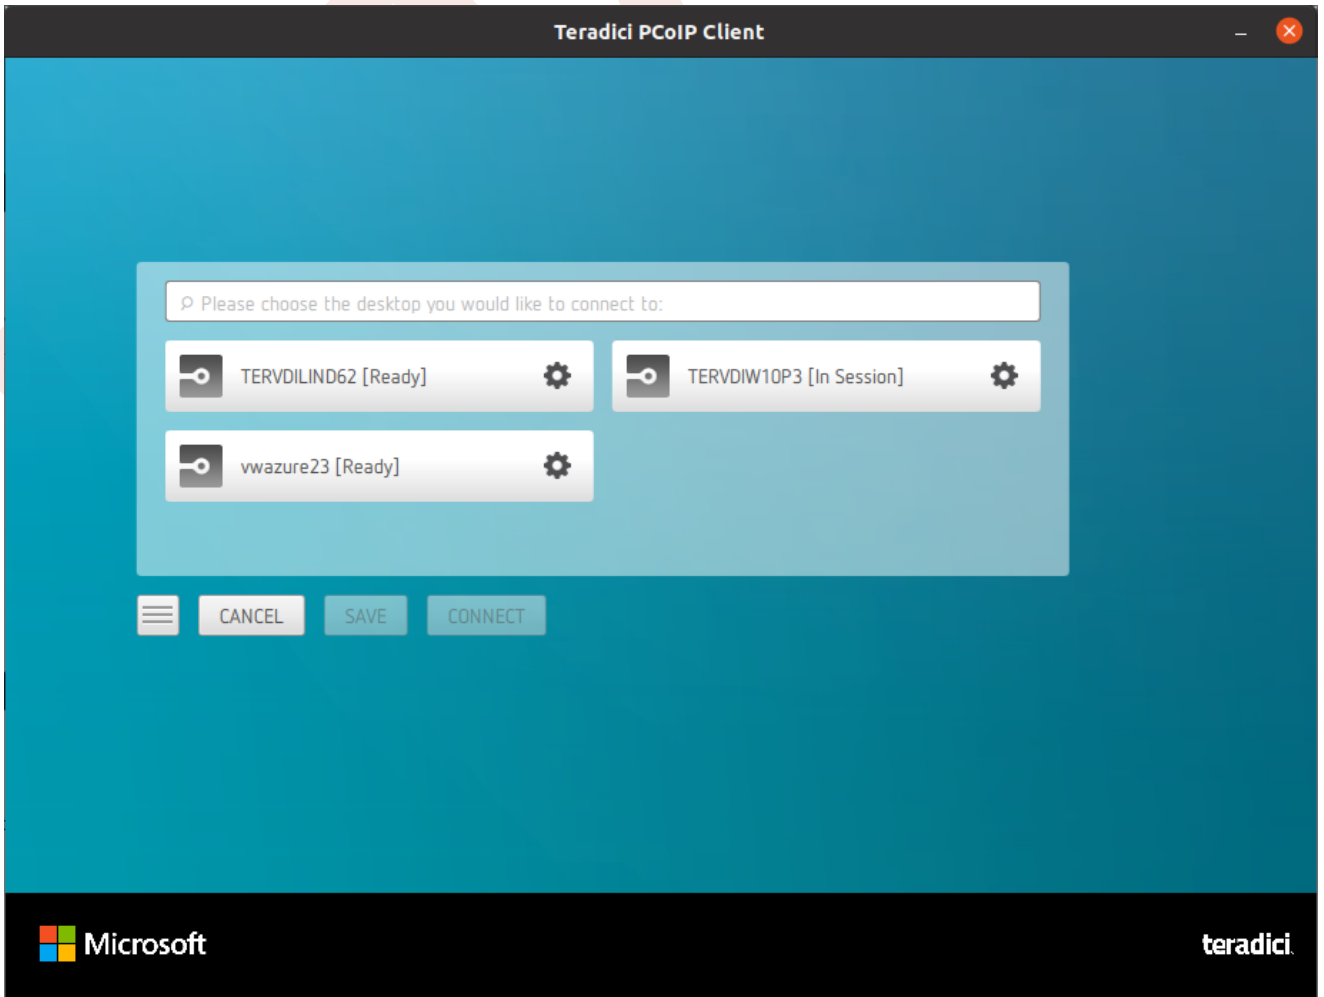 Teradici PCoIP Client
Please choose the desktop you would like to connect to:
TERVDILIND62 [Ready]
TERVDIW10P3 [In Session]
vwazure23 [Ready]
CANCEL
SAVE
CONNECT
Microsoft
teradici.